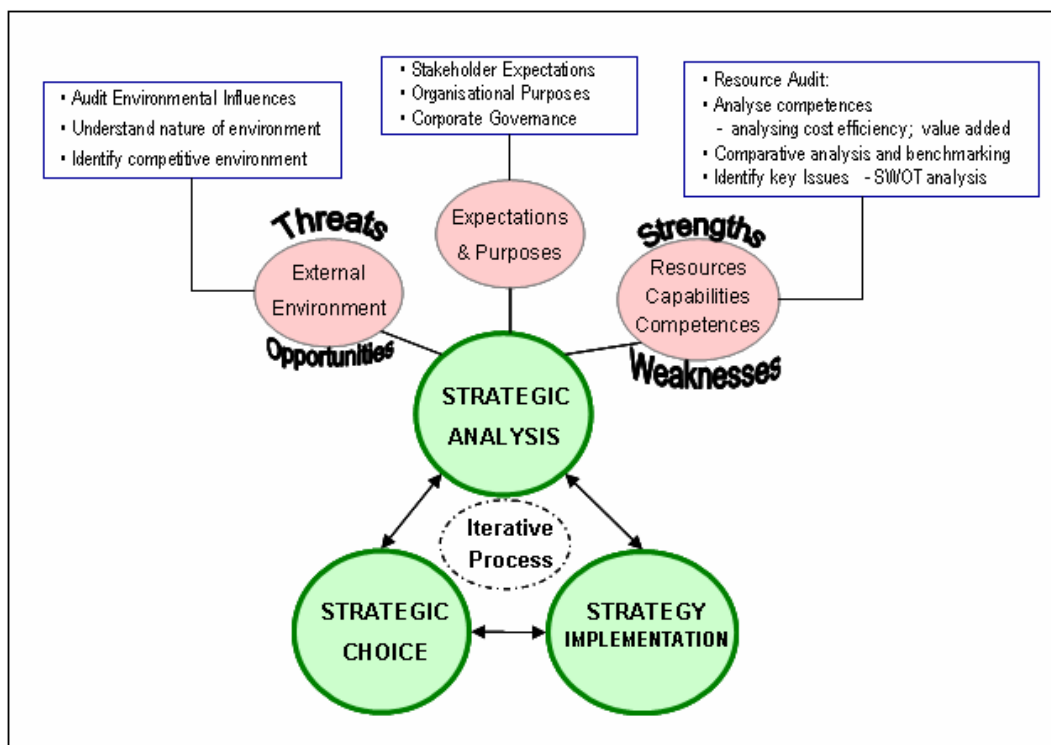 • Audit Environmental Influences
• Understand nature of environment
• Identify competitive environment
• Stakeholder Expectations
• Organisational Purposes
• Corporate Governance
• Resource Audit:
• Analyse competences
- analysing cost efficiency; value added
• Comparative analysis and benchmarking
• Identify key Issues - SWOT analysis
Threats
External
Environment
Opportunities
Expectations
& Purposes
Strengths
Resources
Capabilities
Competences
Weaknesses
STRATEGIC
ANALYSIS
Iterative
Process
STRATEGIC
CHOICE
STRATEGY
IMPLEMENTATION